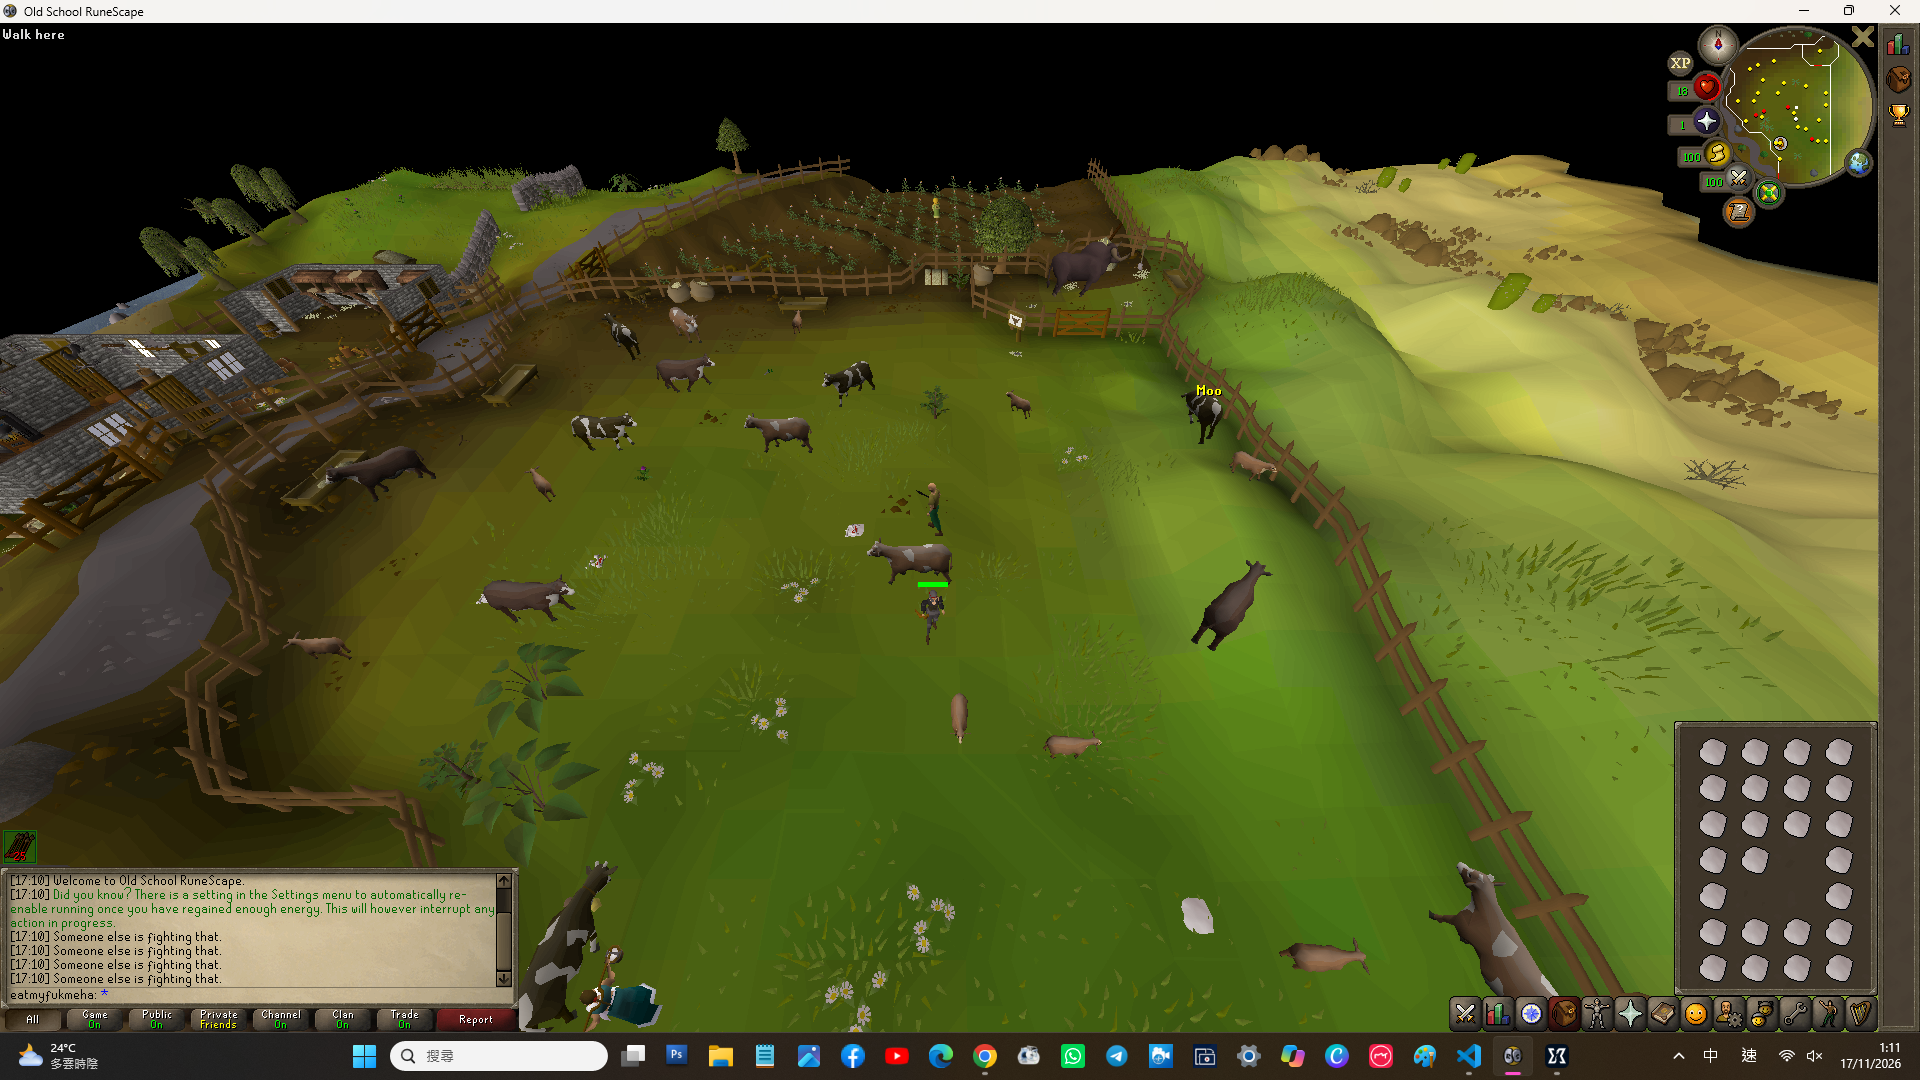 Old School RuneScape
Walk here
N
XP
18
1
100
100
Moo
25
[17:10] Welcome to Old School RuneScape.
[17:10] Did you know? There is a setting in the Settings menu to automatically re-
enable running once you have regained enough energy. This will however interrupt any
action in progress.
[17:10] Someone else is fighting that.
[17:10] Someone else is fighting that.
[17:10] Someone else is fighting that.
[17:10] Someone else is fighting that.
eatmyfukmeha: *
All
Game
On
Public
On
Private
Friends
Channel
On
Clan
On
Trade
On
Report
24°C
多雲時陰
搜尋
Ps
中
速
1:11
17/11/2026